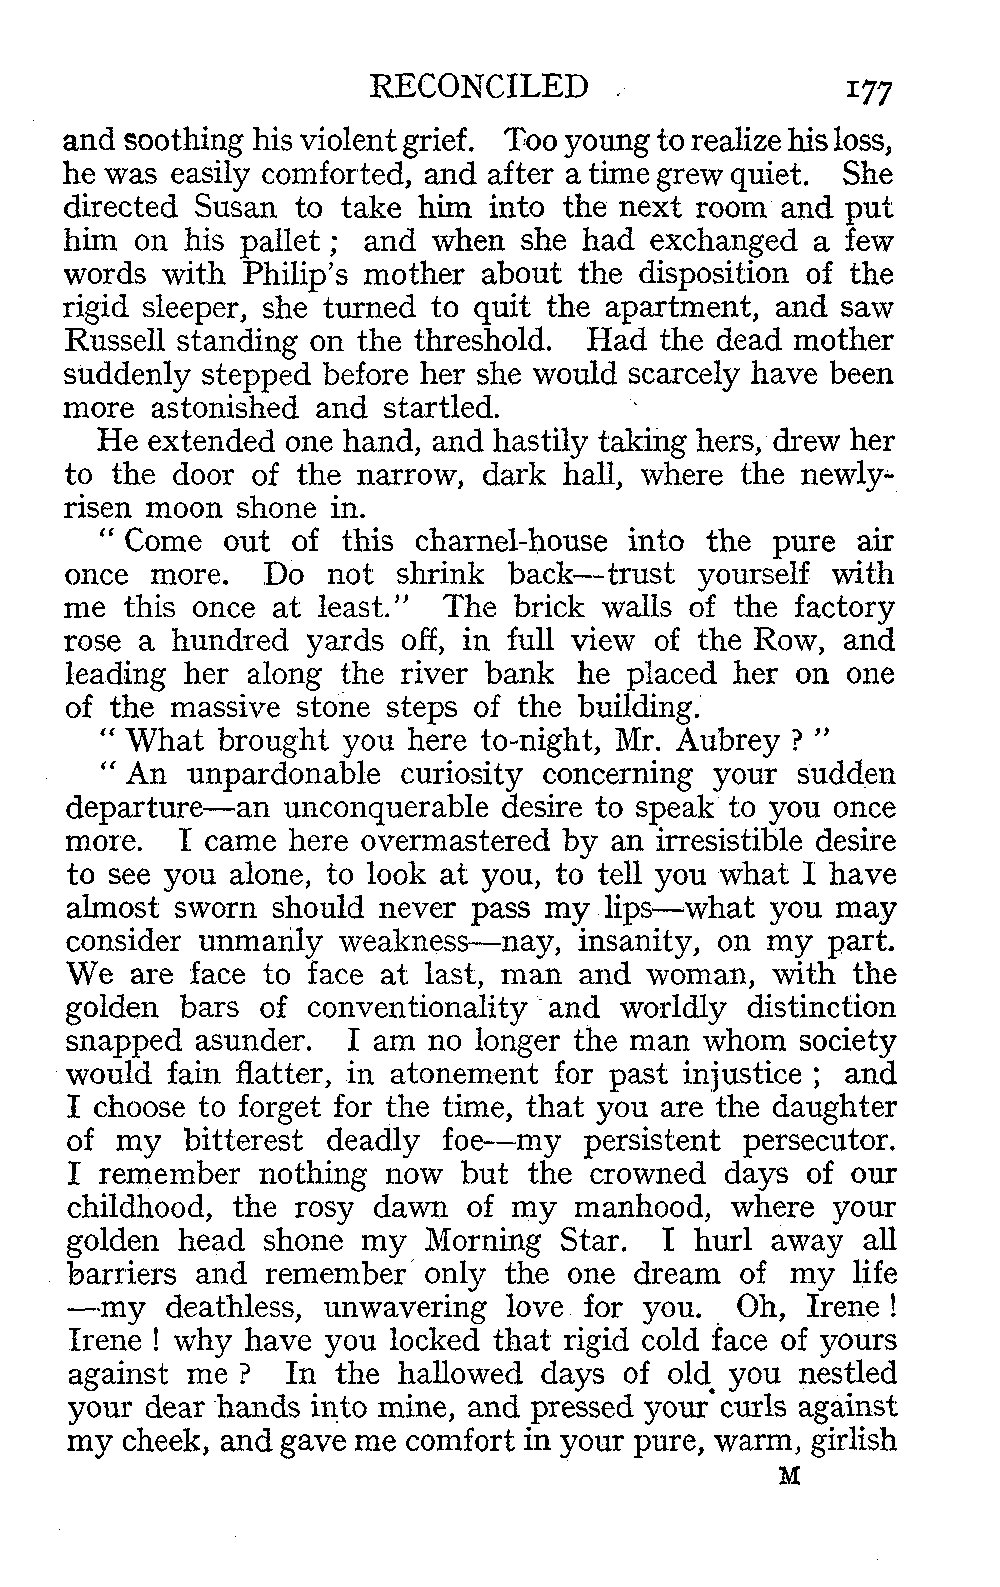 RECONCILED 177
and soothing his violent grief. Too young to realize his loss,
he was easily comforted, and after a time grew quiet. She
directed Susan to take him into the next room and put
him on his pallet ; and when she had exchanged a few
words with Philip's mother about the disposition of the
rigid sleeper, she turned to quit the apartment, and saw
Russell standing on the threshold. Had the dead mother
suddenly stepped before her she would scarcely have been
more astonished and startled.
He extended one hand, and hastily taking hers, drew her
to the door of the narrow, dark hall, where the newly-
risen moon shone in.
“ Come out of this charnel-house into the pure air
once more. Do not shrink back—trust yourself with
me this once at least.” The brick walls of the factory
rose a hundred yards off, in full view of the Row, and
leading her along the river bank he placed her on one
of the massive stone steps of the building.
“ What brought you here to-night, Mr. Aubrey ? ”
“ An unpardonable curiosity concerning your sudden
departure—an unconquerable desire to speak to you once
more. I came here overmastered by an irresistible desire
to see you alone, to look at you, to tell you what I have
almost sworn should never pass my lips—what you may
consider unmanly weakness—nay, insanity, on my part.
We are face to face at last, man and woman, with the
golden bars of conventionality and worldly distinction
snapped asunder. I am no longer the man whom society
would fain flatter, in atonement for past injustice ; and
I choose to forget for the time, that you are the daughter
of my bitterest deadly foe—my persistent persecutor.
I remember nothing now but the crowned days of our
childhood, the rosy dawn of my manhood, where your
golden head shone my Morning Star. I hurl away all
barriers and remember only the one dream of my life
—my deathless, unwavering love for you. Oh, Irene !
Irene ! why have you locked that rigid cold face of yours
against me ? In the hallowed days of old you nestled
your dear hands into mine, and pressed your curls against
my cheek, and gave me comfort in your pure, warm, girlish
M